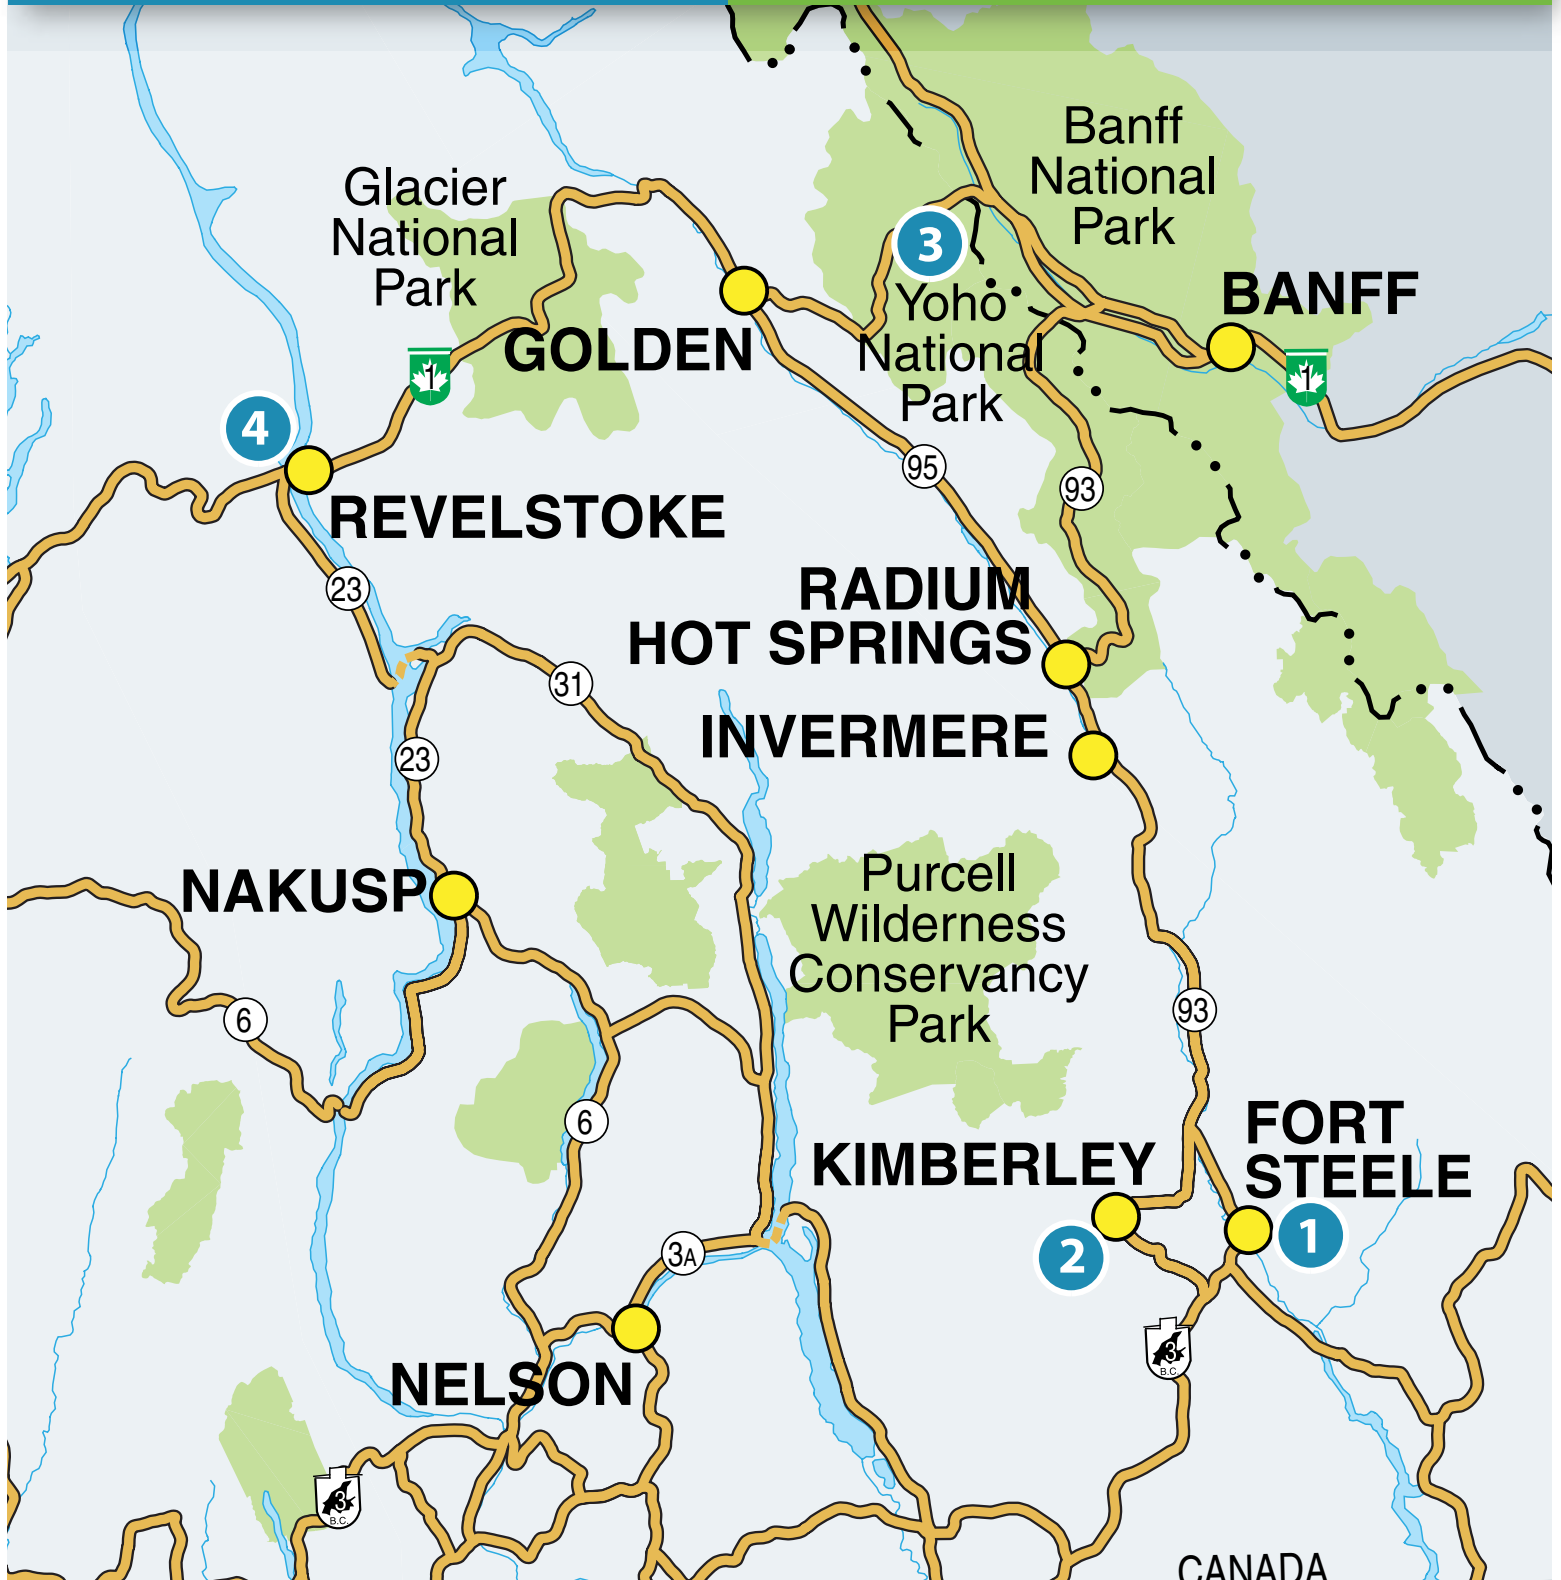 Banff
National
Park
Glacier
National
Park
3
BANFF
Yoho
National
Park
GOLDEN
1
1
4
95
REVELSTOKE
93
23
RADIUM
HOT SPRINGS
31
INVERMERE
23
NAKUSP
Purcell
Wilderness
Conservancy
Park
6
93
6
FORT
STEELE
KIMBERLEY
1
2
3A
NELSON
3
B.C.
3
B.C.
CANADA